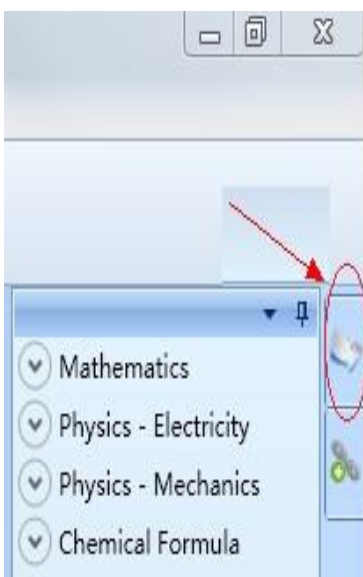 Mathematics
Physics - Electricity
Physics - Mechanics
Chemical Formula